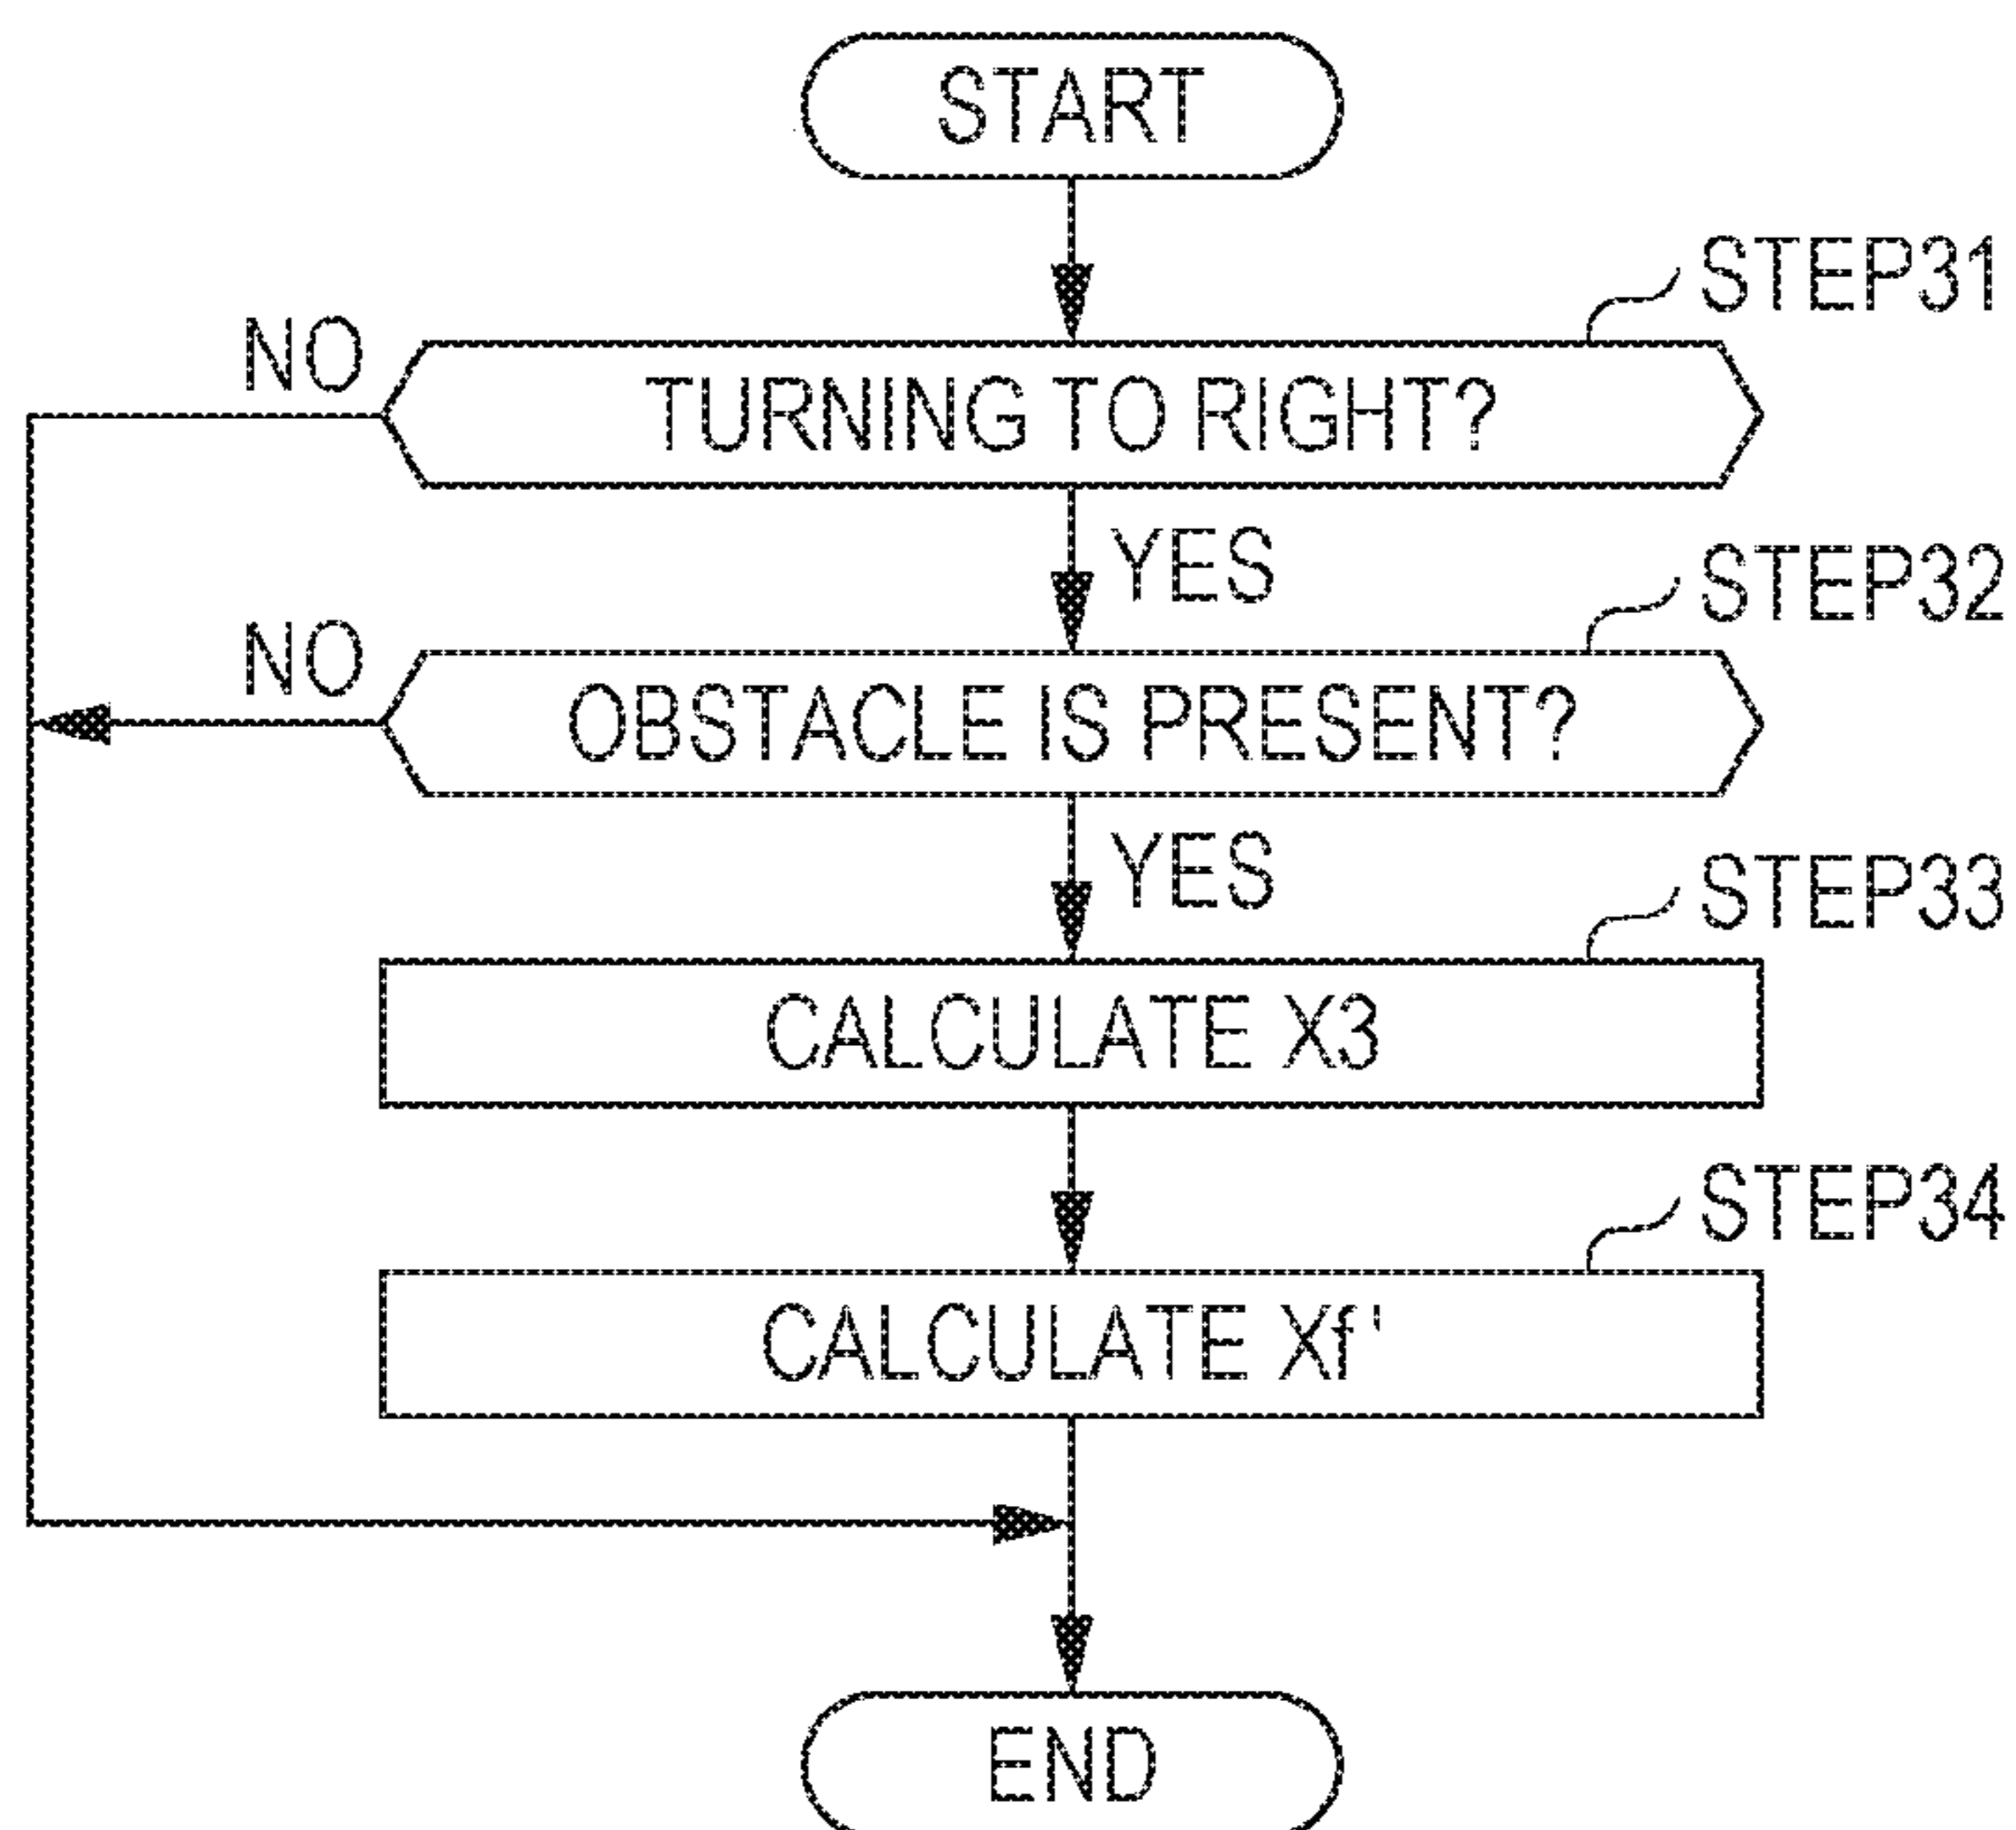 START
STEP31
NO
TURNING TO RIGHT?
YES
STEP32
NO
OBSTACLE IS PRESENT?
YES
STEP33
CALCULATE X3
STEP34
CALCULATE Xf'
END